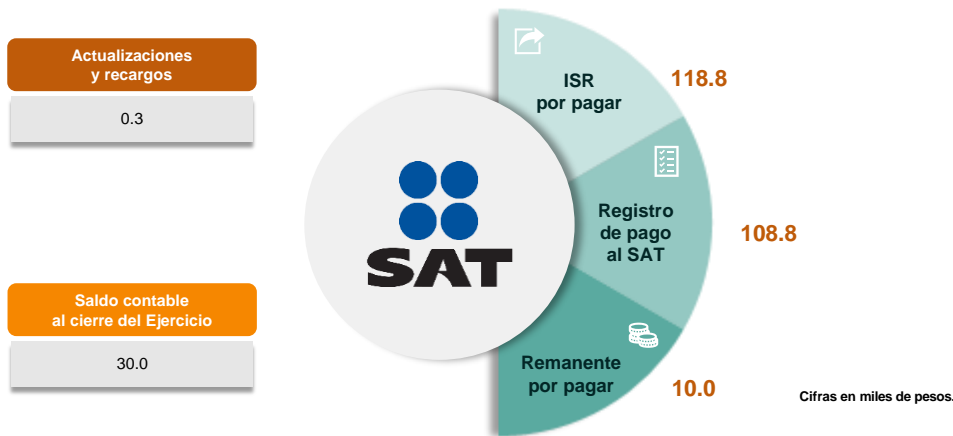 Actualizaciones
y recargos
0.3
Saldo contable
al cierre del Ejercicio
30.0
SAT
ISR
por pagar
118.8
Registro
de pago
al SAT
108.8
Remanente
por pagar
10.0
Cifras en miles de pesos.